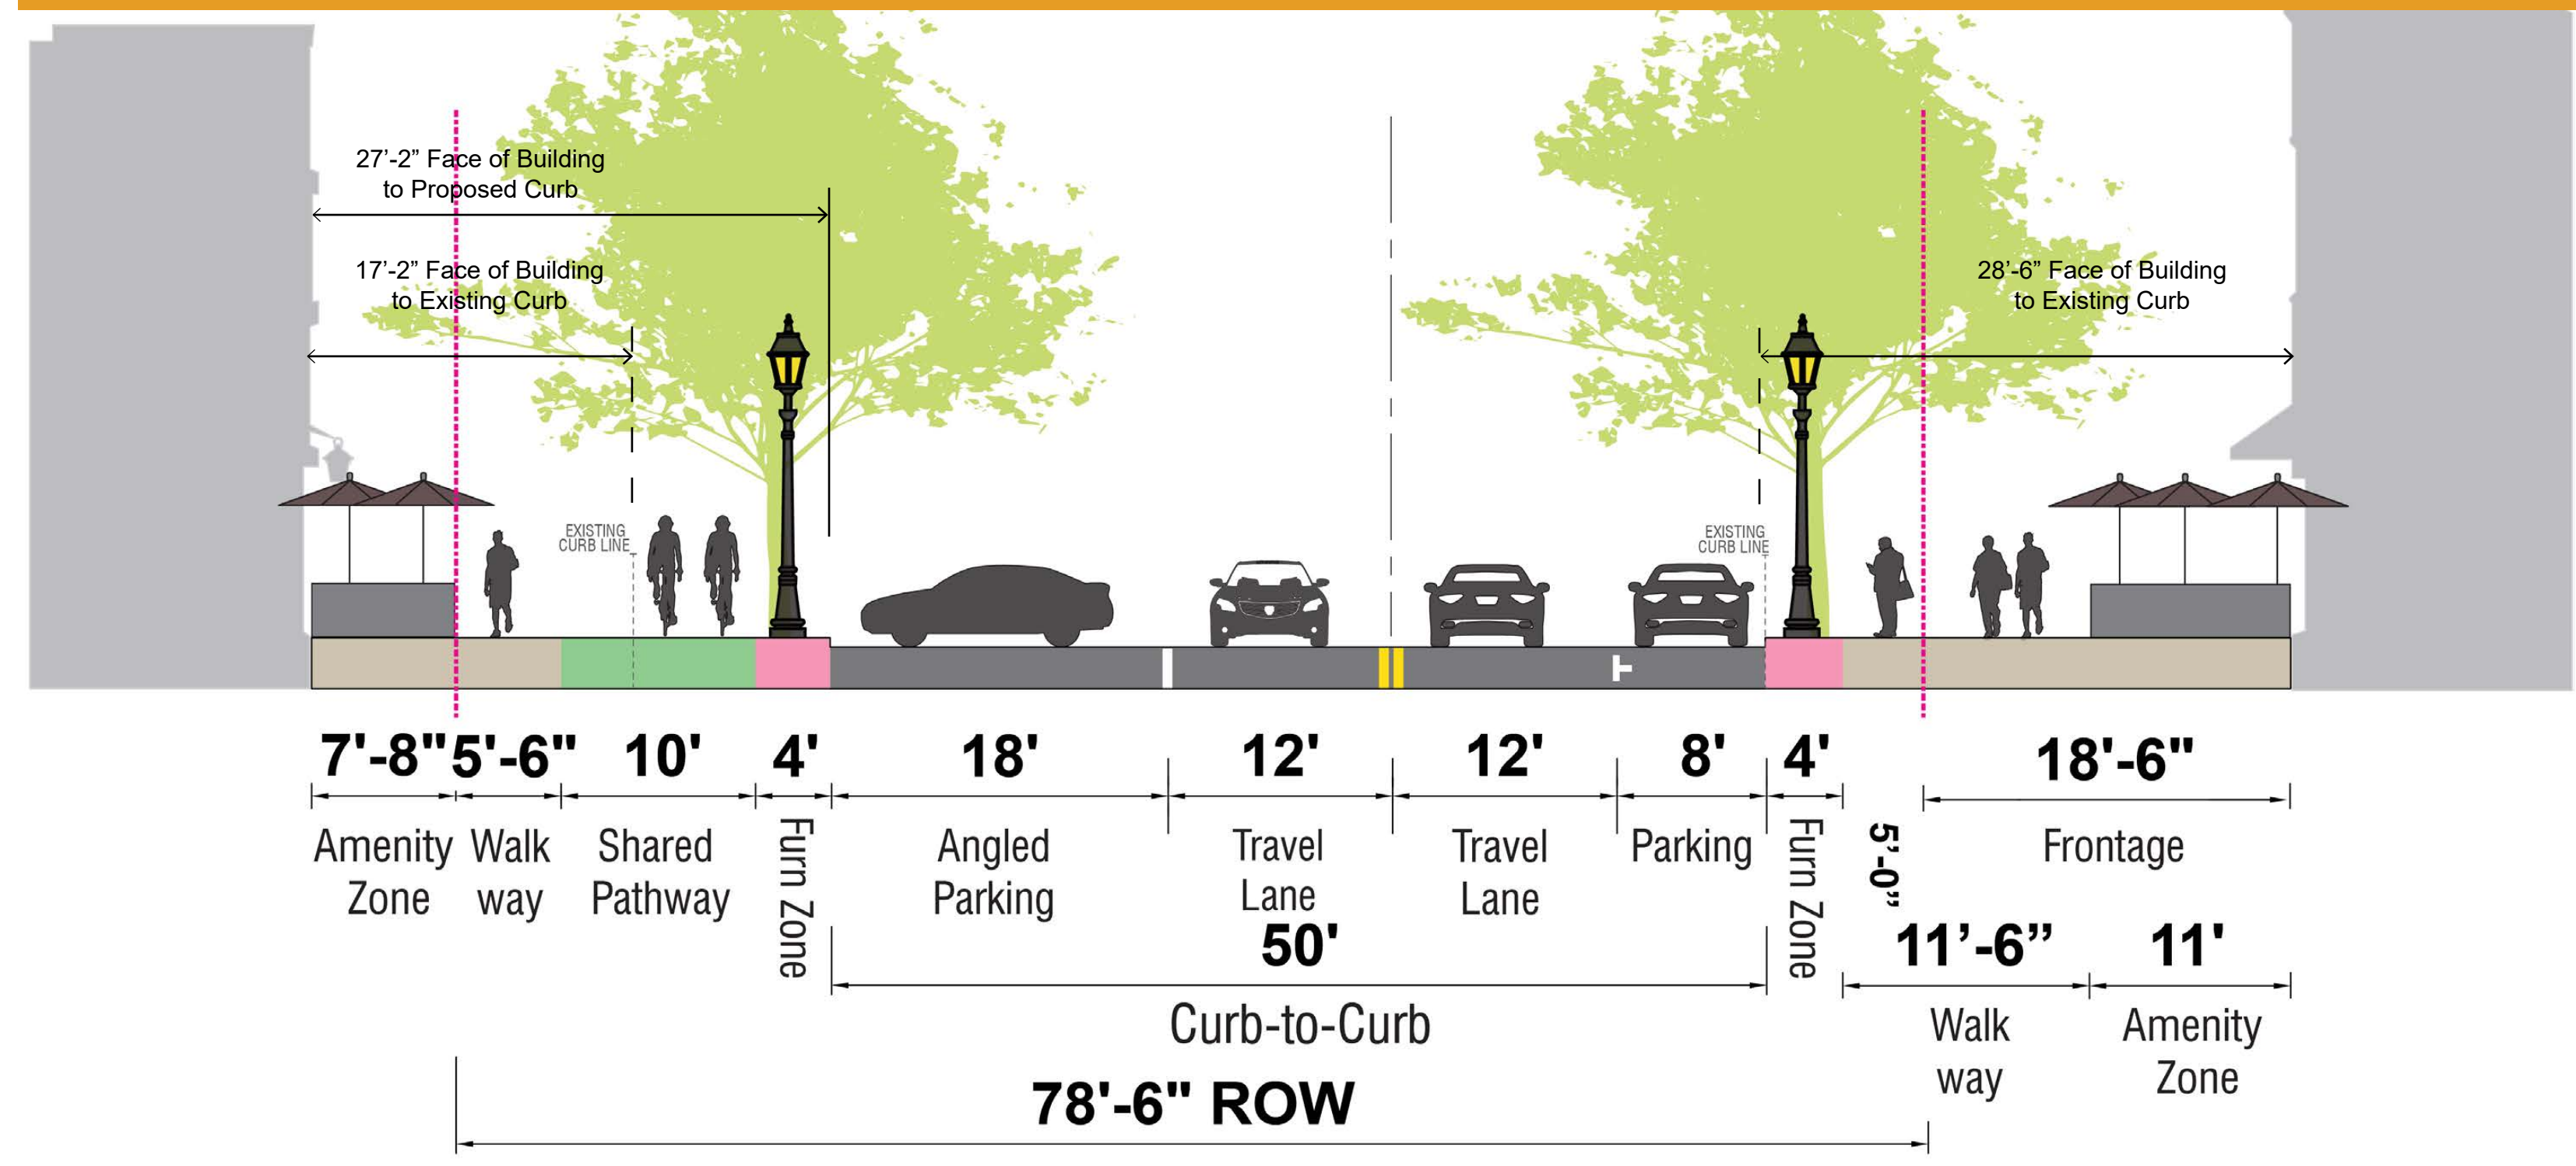 27’-2” Face of Building
to Proposed Curb
17’-2” Face of Building
to Existing Curb
28’-6” Face of Building
to Existing Curb
EXISTING
CURB LINE
EXISTING
CURB LINE
7'-8" 5'-6" 10' 4' 18' 12' 12' 8' 4' 18'-6"
Amenity
Zone
Walk
way
Shared
Pathway
Furn Zone
Angled
Parking
Travel
Lane
Travel
Lane
Parking
Furn Zone
5’-0”
Frontage
50'
Curb-to-Curb
11’-6” 11'
Walk
way
Amenity
Zone
78'-6" ROW